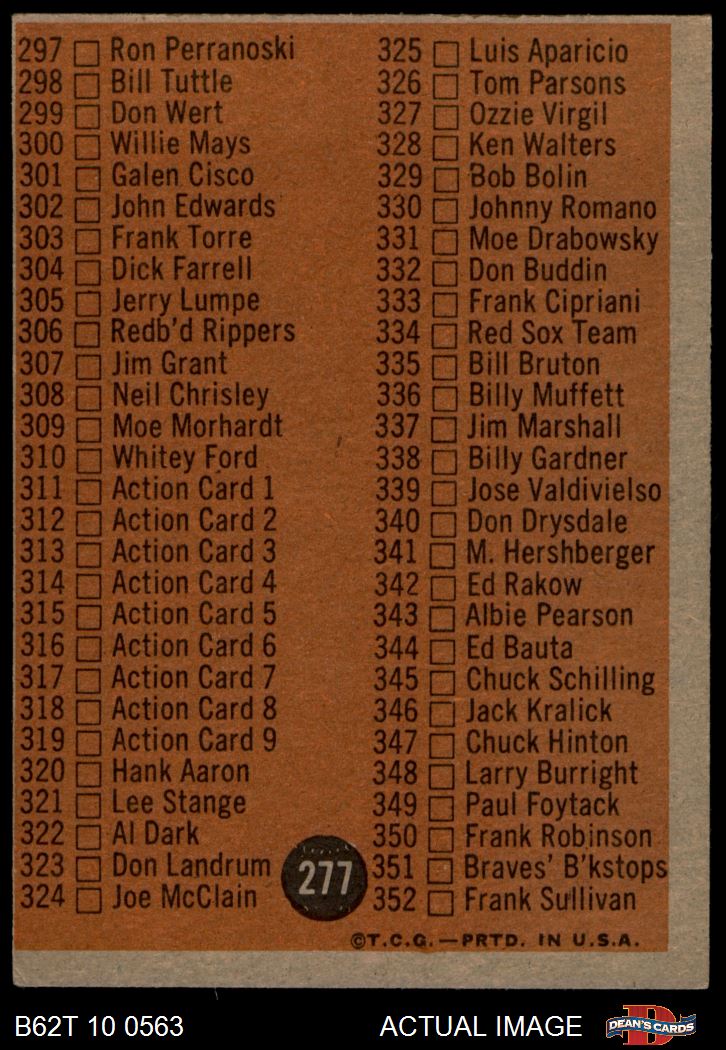 297 Ron Perranoski
298 Bill Tuttle
299 Don Wert
300 Willie Mays
301 Galen Cisco
302 John Edwards
303 Frank Torre
304 Dick Farrell
305 Jerry Lumpe
306 Redb'd Rippers
307 Jim Grant
308 Neil Chrisley
309 Moe Morhardt
310 Whitey Ford
311 Action Card 1
312 Action Card 2
313 Action Card 3
314 Action Card 4
315 Action Card 5
316 Action Card 6
317 Action Card 7
318 Action Card 8
319 Action Card 9
320 Hank Aaron
321 Lee Stange
322 Al Dark
323 Don Landrum
324 Joe McClain
325 Luis Aparicio
326 Tom Parsons
327 Ozzie Virgil
328 Ken Walters
329 Bob Bolin
330 Johnny Romano
331 Moe Drabowsky
332 Don Buddin
333 Frank Cipriani
334 Red Sox Team
335 Bill Bruton
336 Billy Muffett
337 Jim Marshall
338 Billy Gardner
339 Jose Valdivielso
340 Don Drysdale
341 M. Hershberger
342 Ed Rakow
343 Albie Pearson
344 Ed Bauta
345 Chuck Schilling
346 Jack Kralick
347 Chuck Hinton
348 Larry Burright
349 Paul Foytack
350 Frank Robinson
351 Braves' B'kstops
352 Frank Sullivan
277
©T.C.G.—PRTD. IN U.S.A.
B62T 10 0563
ACTUAL IMAGE
D
DEAN'S CARDS